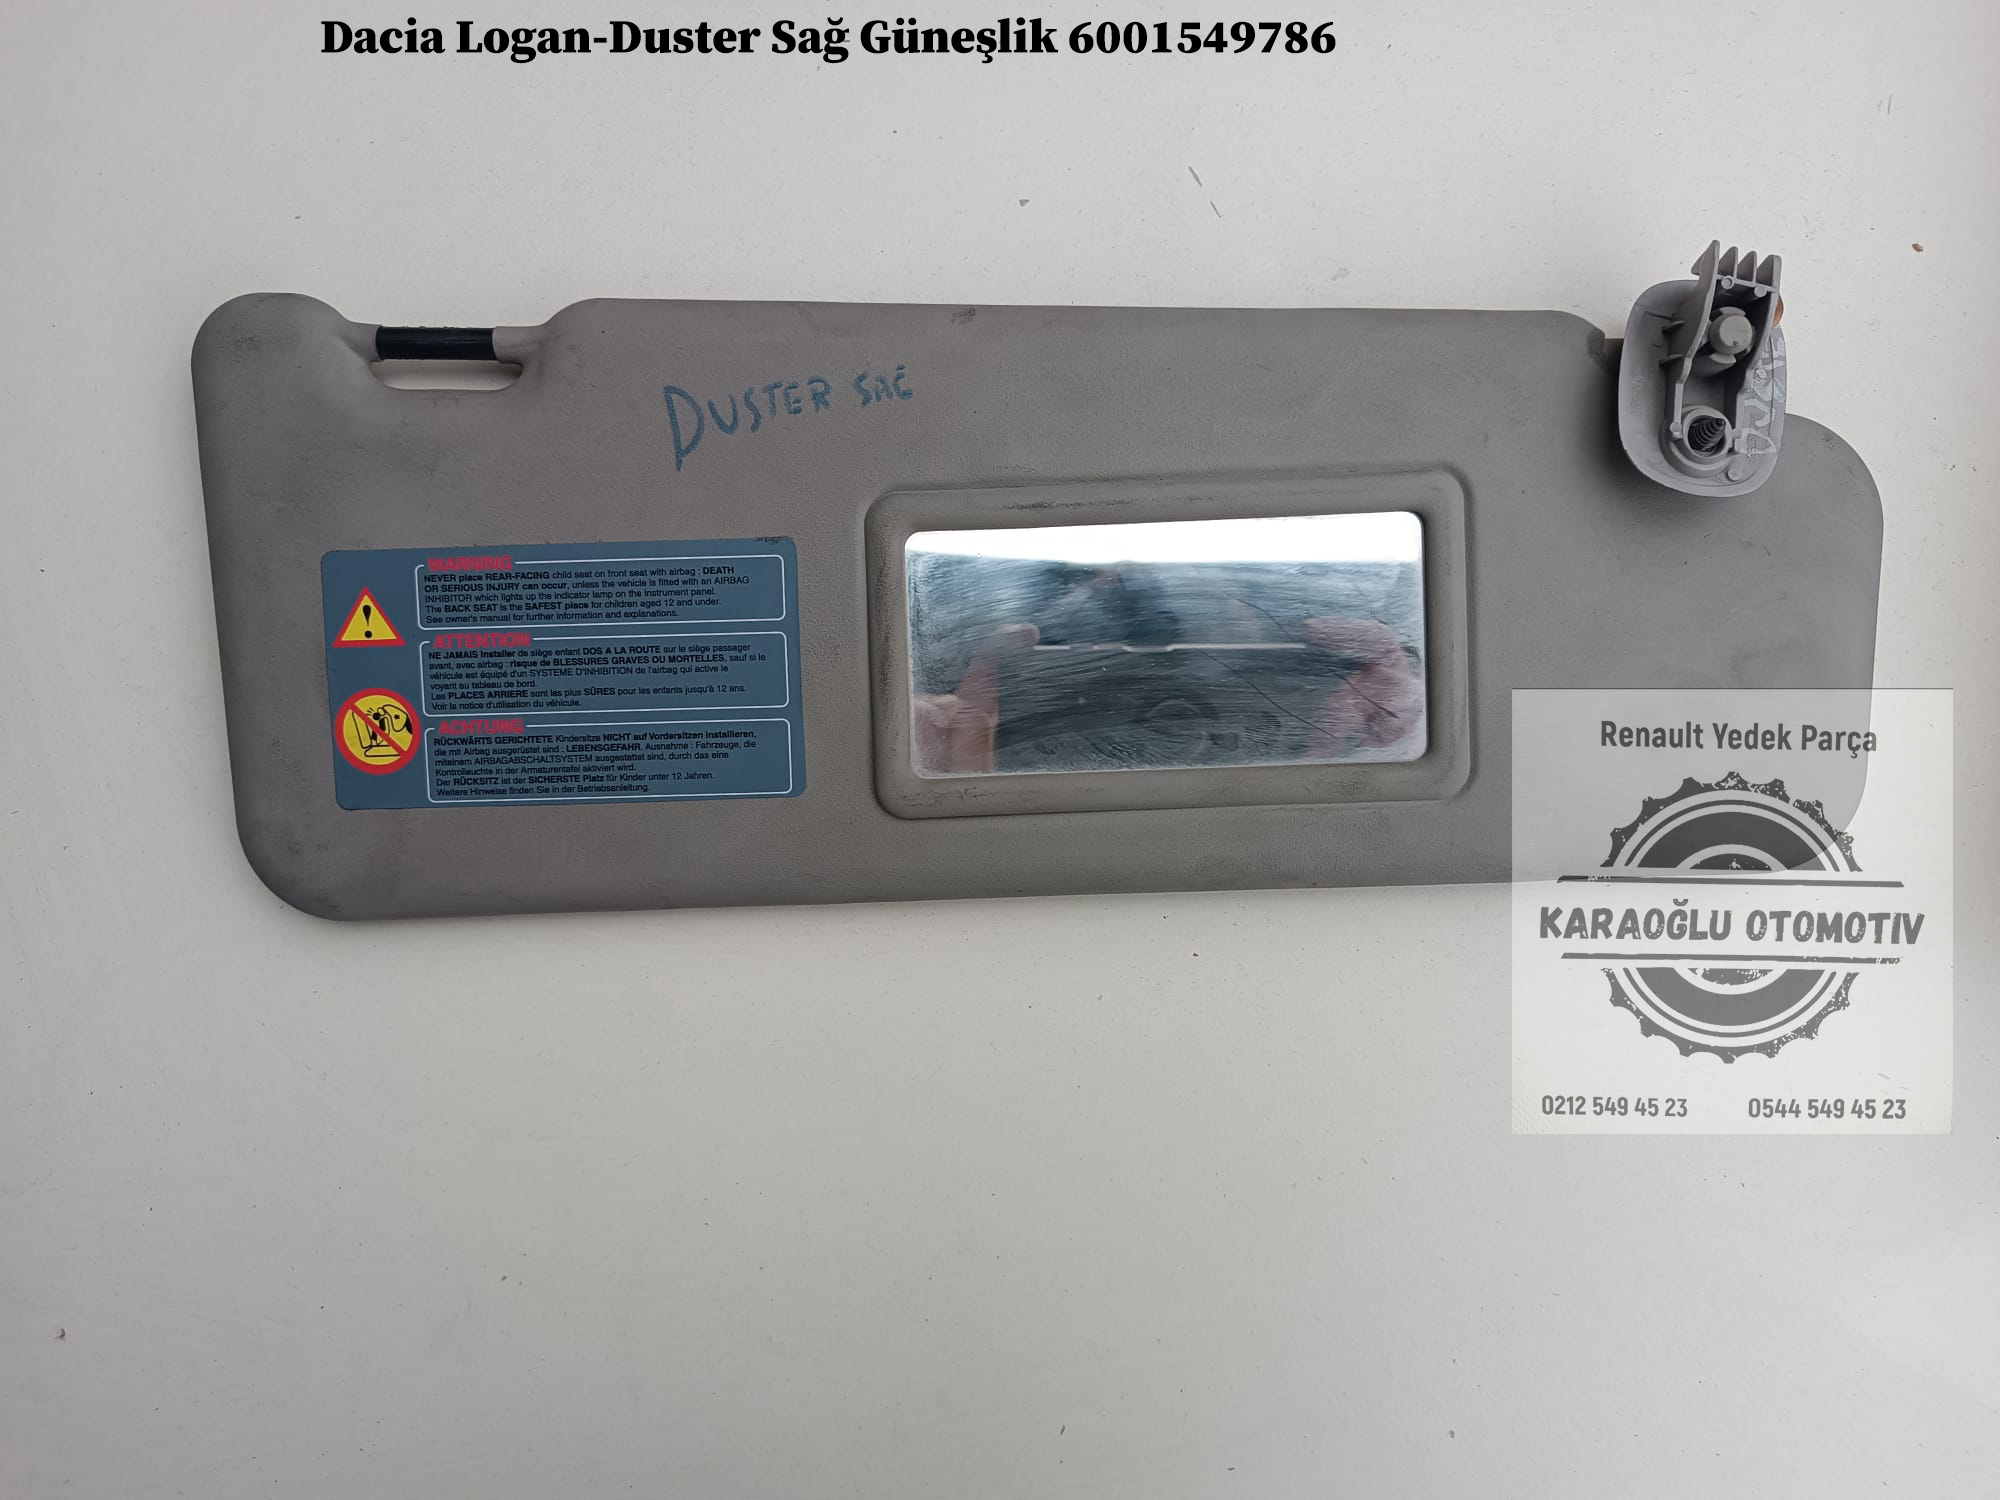 Dacia Logan-Duster Sağ Güneşlik 6001549786
DUSTER SAĞ
WARNING
NEVER place REAR-FACING child seat on front seat with airbag : DEATH
OR SERIOUS INJURY can occur, unless the vehicle is fitted with an AIRBAG
INHIBITOR which lights up the indicator lamp on the instrument panel.
The BACK SEAT is the SAFEST place for children aged 12 and under.
See owner's manual for further information and explanations.
ATTENTION
NE JAMAIS installer de siège enfant DOS A LA ROUTE sur le siège passager
avant, avec airbag : risque de BLESSURES GRAVES OU MORTELLES, sauf si le
véhicule est équipé d'un SYSTEME D'INHIBITION de l'airbag qui active le
voyant au tableau de bord.
Les PLACES ARRIERE sont les plus SÛRES pour les enfants jusqu'à 12 ans.
Voir la notice d'utilisation du véhicule.
ACHTUNG
RÜCKWÄRTS GERICHTETE Kindersitze NICHT auf Vordersitzen installieren,
die mit Airbag ausgerüstet sind : LEBENSGEFAHR. Ausnahme : Fahrzeuge, die
miteinem AIRBAGABSCHALTSYSTEM ausgestattet sind, durch das eine
Kontrolleuchte in der Armaturentafel aktiviert wird.
Der RÜCKSITZ ist der SICHERSTE Platz für Kinder unter 12 Jahren.
Weitere Hinweise finden Sie in der Betriebsanleitung.
Renault Yedek Parça
KARAOĞLU OTOMOTIV
0212 549 45 23 0544 549 45 23